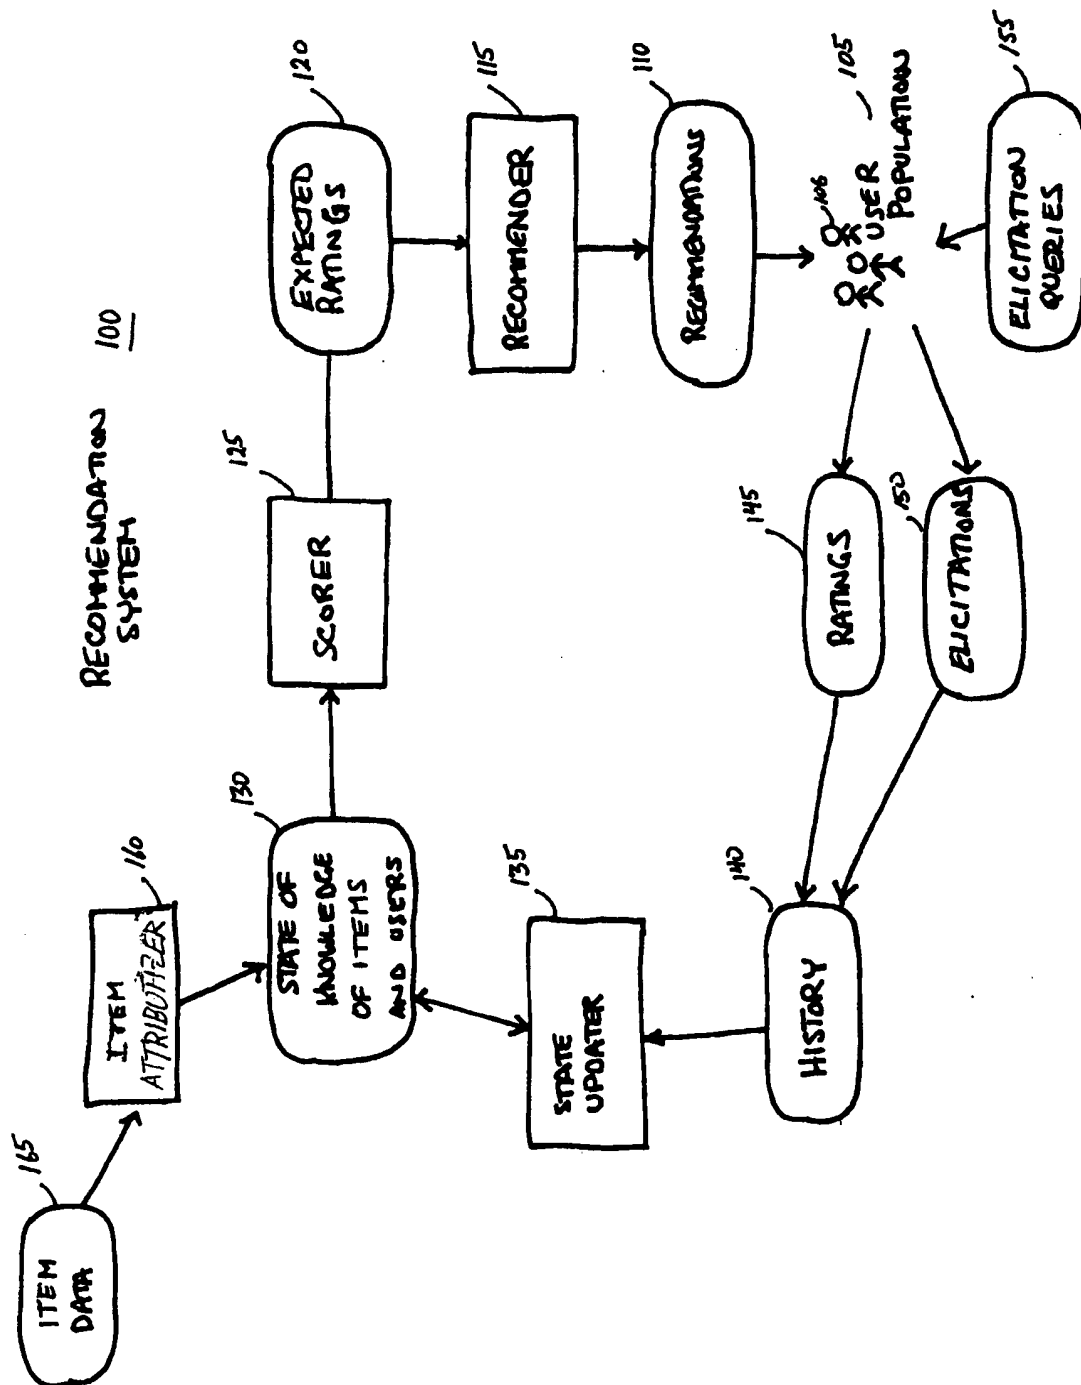 RECOMMENDATION
SYSTEM
100
165
ITEM
DATA
160
ITEM
ATTRIBUTIZER
130
STATE OF
KNOWLEDGE
OF ITEMS
AND USERS
125
SCORER
120
EXPECTED
RATINGS
115
RECOMMENDER
110
RECOMMENDATIONS
106
105
USER
POPULATION
155
ELICITATION
QUERIES
145
RATINGS
150
ELICITATIONS
140
HISTORY
135
STATE
UPDATER